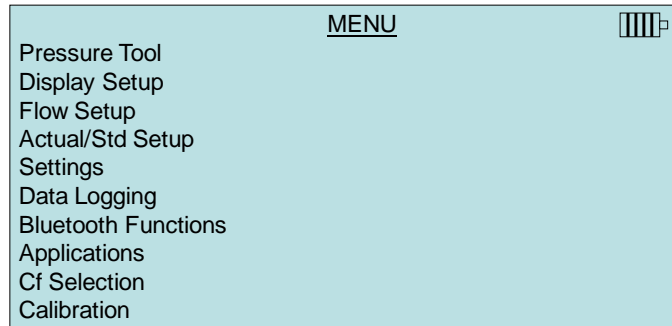 MENU
Pressure Tool
Display Setup
Flow Setup
Actual/Std Setup
Settings
Data Logging
Bluetooth Functions
Applications
Cf Selection
Calibration